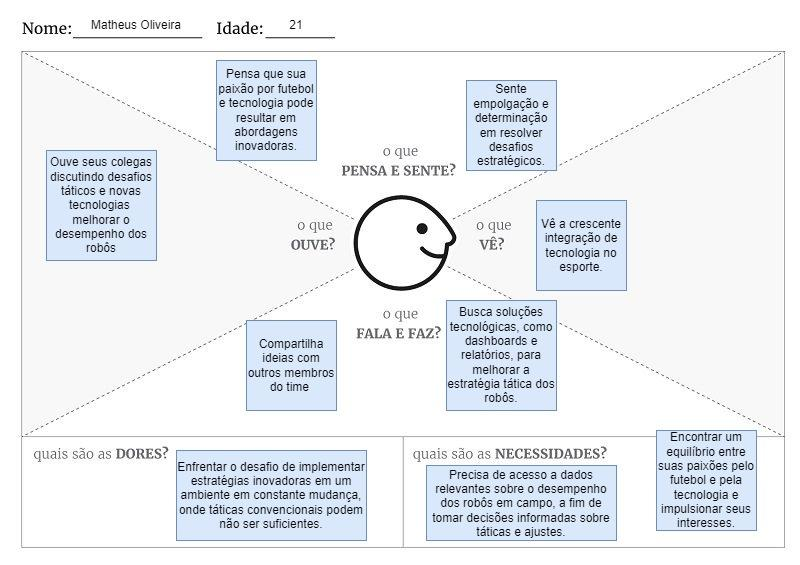 Nome: Matheus Oliveira Idade: 21
Pensa que sua
paixão por futebol
e tecnologia pode
resultar em
abordagens
inovadoras.
Sente
empolgação e
determinação
em resolver
desafios
estratégicos.
o que
PENSA E SENTE?
Ouve seus colegas
discutindo desafios
táticos e novas
tecnologias
melhorar o
desempenho dos
robôs
o que
OUVE?
o que
VÊ?
Vê a crescente
integração de
tecnologia no
esporte.
o que
FALA E FAZ?
Compartilha
ideias com
outros membros
do time
Busca soluções
tecnológicas, como
dashboards e
relatórios, para
melhorar a
estratégia tática dos
robôs.
quais são as DORES?
Enfrentar o desafio de implementar
estratégias inovadoras em um
ambiente em constante mudança,
onde táticas convencionais podem
não ser suficientes.
quais são as NECESSIDADES?
Precisa de acesso a dados
relevantes sobre o desempenho
dos robôs em campo, a fim de
tomar decisões informadas sobre
táticas e ajustes.
Encontrar um
equilíbrio entre
suas paixões pelo
futebol e pela
tecnologia e
impulsionar seus
interesses.